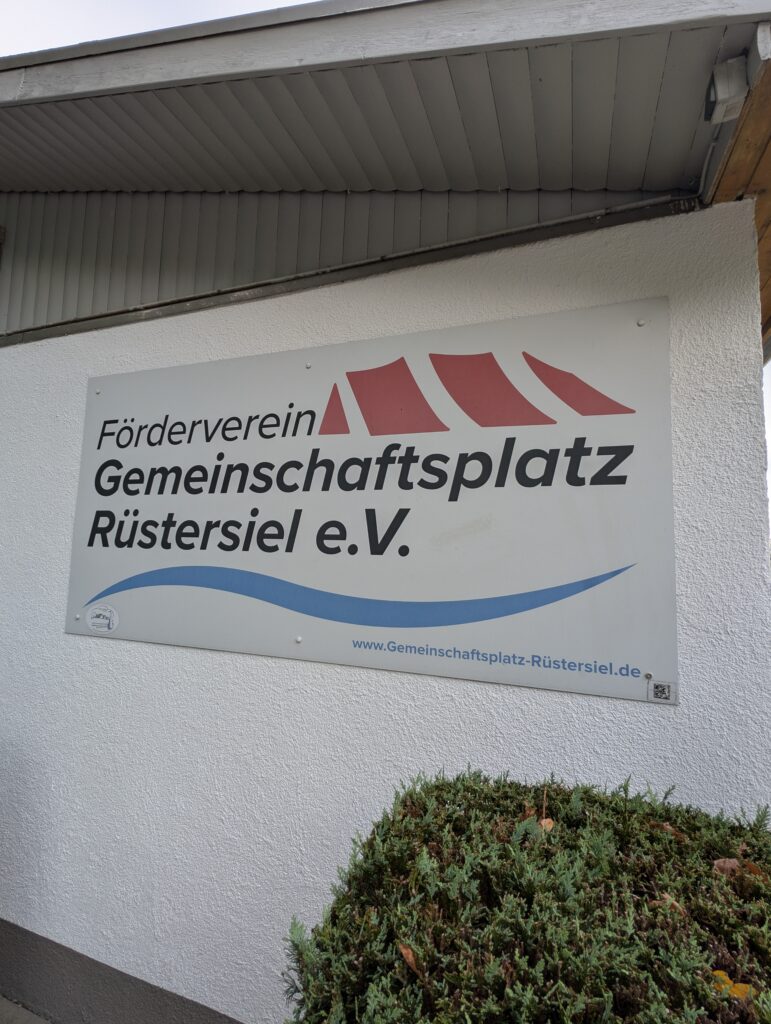 Förderverein
Gemeinschaftsplatz
Rüstersiel e.V.
www.Gemeinschaftsplatz-Rüstersiel.de